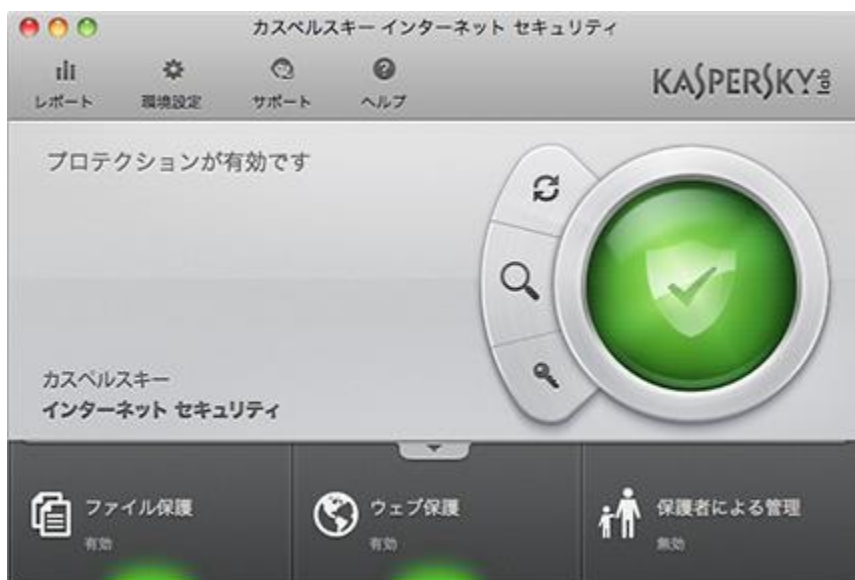 カスペルスキー インターネット セキュリティ
レポート 環境設定 サポート ヘルプ
KASPERSKY lab
プロテクションが有効です
カスペルスキー
インターネット セキュリティ
ファイル保護
有効
ウェブ保護
有効
保護者による管理
無効